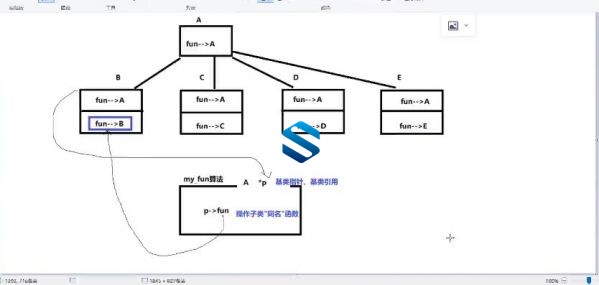 A
fun-->A
B
C
D
E
fun-->A
fun-->A
fun-->A
fun-->A
fun-->B
fun-->C
-->D
fun-->E
my fun算法
A *p 基类指针、基类引用
p->fun 操作子类"同名"函数
100%